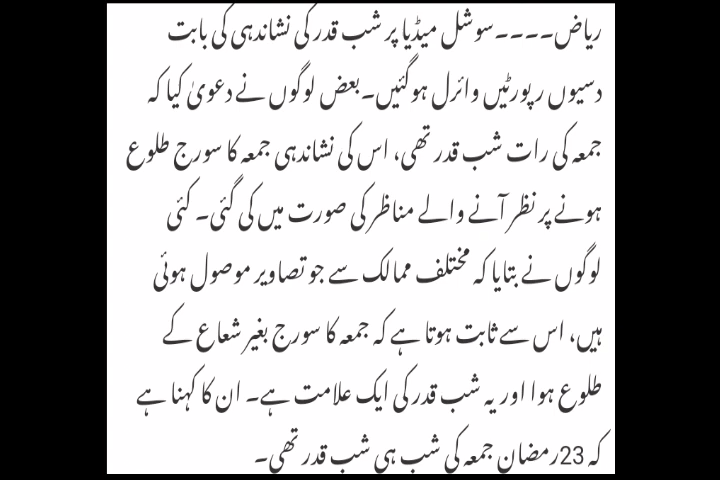 ریاض۔۔۔۔سوشل میڈیا پر شب قدر کی نشاندہی کی بابت
دسیوں رپورٹیں وائرل ہوگئیں۔ بعض لوگوں نے دعویٰ کیا کہ
جمعہ کی رات شب قدر تھی، اس کی نشاندہی جمعہ کا سورج طلوع
ہونے پر نظر آنے والے مناظر کی صورت میں کی گئی۔ کئی
لوگوں نے بتایا کہ مختلف ممالک سے جو تصاویر موصول ہوئی
ہیں، اس سے ثابت ہوتا ہے کہ جمعہ کا سورج بغیر شعاع کے
طلوع ہوا اور یہ شب قدر کی ایک علامت ہے۔ ان کا کہنا ہے
کہ 23رمضان جمعہ کی شب ہی شب قدر تھی۔